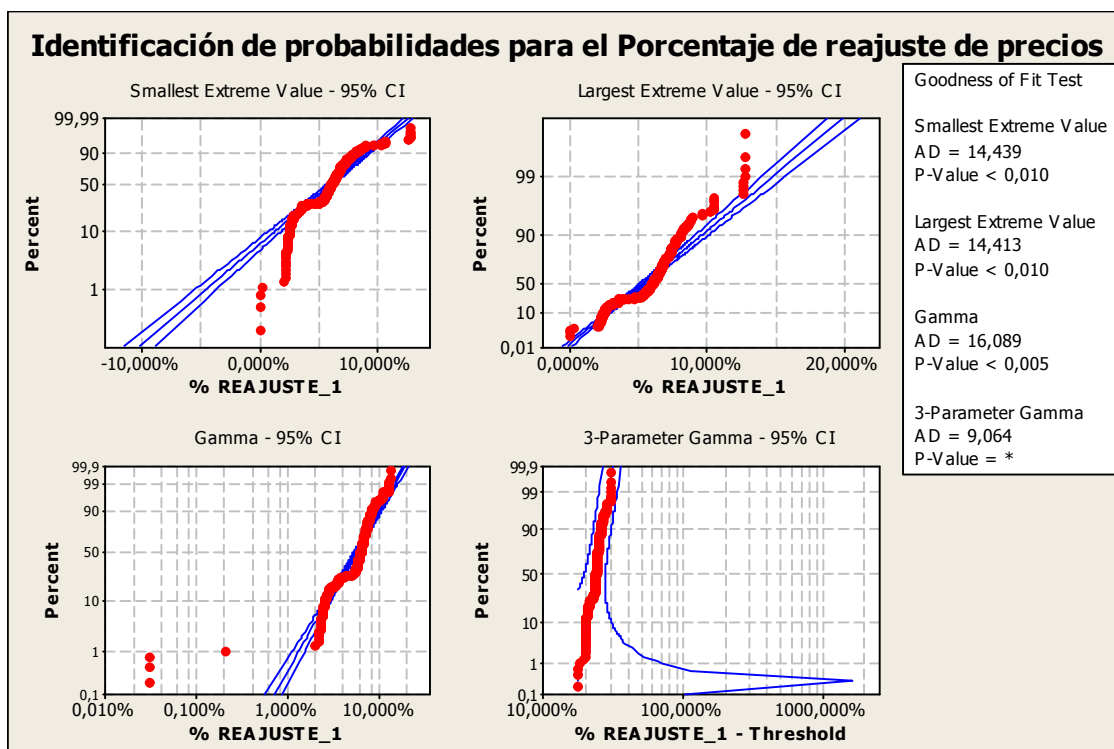 Identificación de probabilidades para el Porcentaje de reajuste de precios
Smallest Extreme Value - 95% CI
99,99
90
50
10
1
Percent
-10,000% 0,000% 10,000%
% REAJUSTE_1
Largest Extreme Value - 95% CI
99
90
50
10
0,01
Percent
0,000% 10,000% 20,000%
% REAJUSTE_1
Gamma - 95% CI
99,9
99
90
50
10
1
0,1
Percent
0,010% 0,100% 1,000% 10,000%
% REAJUSTE_1
3-Parameter Gamma - 95% CI
99,9
99
90
50
10
1
0,1
Percent
10,000% 100,000% 1000,000%
% REAJUSTE_1 - Threshold
Goodness of Fit Test
Smallest Extreme Value
AD = 14,439
P-Value < 0,010
Largest Extreme Value
AD = 14,413
P-Value < 0,010
Gamma
AD = 16,089
P-Value < 0,005
3-Parameter Gamma
AD = 9,064
P-Value = *